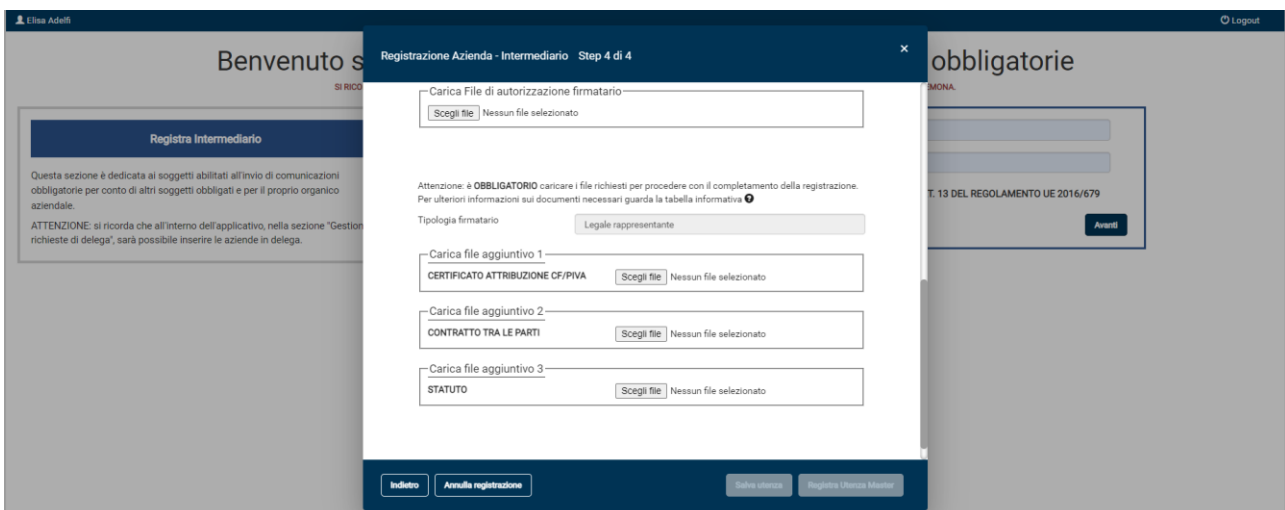 Elisa Adelfi
Logout
Benvenuto s
obbligatorie
SI RICO
EMONA.
Registra Intermediario
Questa sezione è dedicata ai soggetti abilitati all'invio di comunicazioni
obbligatorie per conto di altri soggetti obbligati e per il proprio organico
aziendale.
ATTENZIONE: si ricorda che all'interno dell'applicativo, nella sezione "Gestion
richieste di delega", sarà possibile inserire le aziende in delega.
Registrazione Azienda - Intermediario Step 4 di 4
×
Carica File di autorizzazione firmatario
Scegli file Nessun file selezionato
Attenzione: è OBBLIGATORIO caricare i file richiesti per procedere con il completamento della registrazione.
Per ulteriori informazioni sui documenti necessari guarda la tabella informativa ?
Tipologia firmatario Legale rappresentante
Carica file aggiuntivo 1
CERTIFICATO ATTRIBUZIONE CF/PIVA Scegli file Nessun file selezionato
Carica file aggiuntivo 2
CONTRATTO TRA LE PARTI Scegli file Nessun file selezionato
Carica file aggiuntivo 3
STATUTO Scegli file Nessun file selezionato
Indietro Annulla registrazione Salva utenza Registra Utenza Master
T. 13 DEL REGOLAMENTO UE 2016/679
Avanti